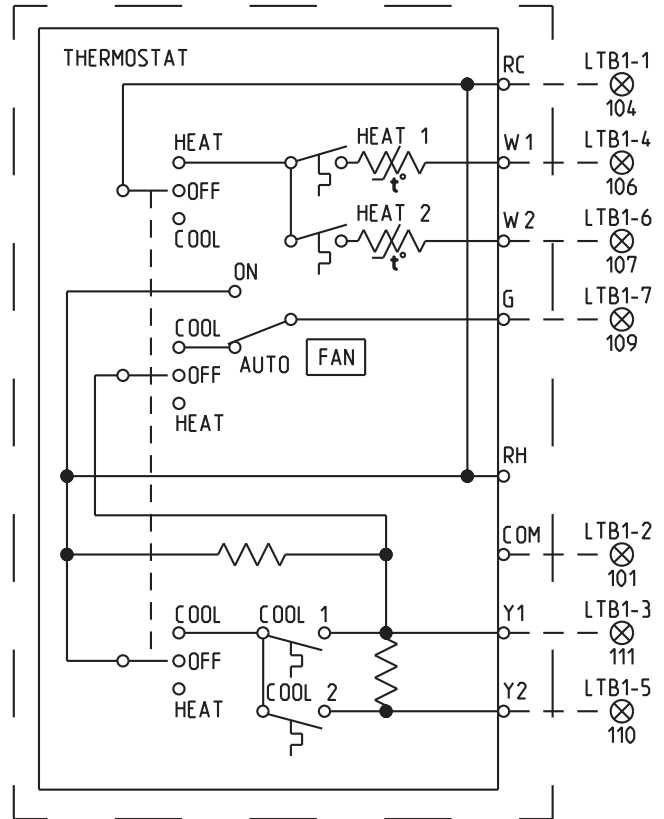 THERMOSTAT
RC
LTB1-1
104
HEAT
HEAT 1
W1
LTB1-4
OFF
t°
106
COOL
HEAT 2
W2
LTB1-6
t°
107
ON
G
LTB1-7
COOL
AUTO
FAN
109
OFF
HEAT
RH
COM
LTB1-2
101
COOL
COOL 1
Y1
LTB1-3
OFF
111
HEAT
COOL 2
Y2
LTB1-5
110